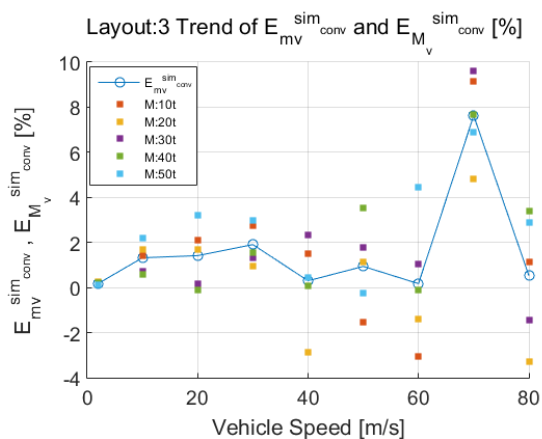 Layout:3 Trend of E_mv^sim_conv and E_M_v^sim_conv [%]
E_mv^sim_conv , E_M_v^sim_conv [%]
10
8
6
4
2
0
-2
-4
E_mv^sim_conv
M:10t
M:20t
M:30t
M:40t
M:50t
0 20 40 60 80
Vehicle Speed [m/s]